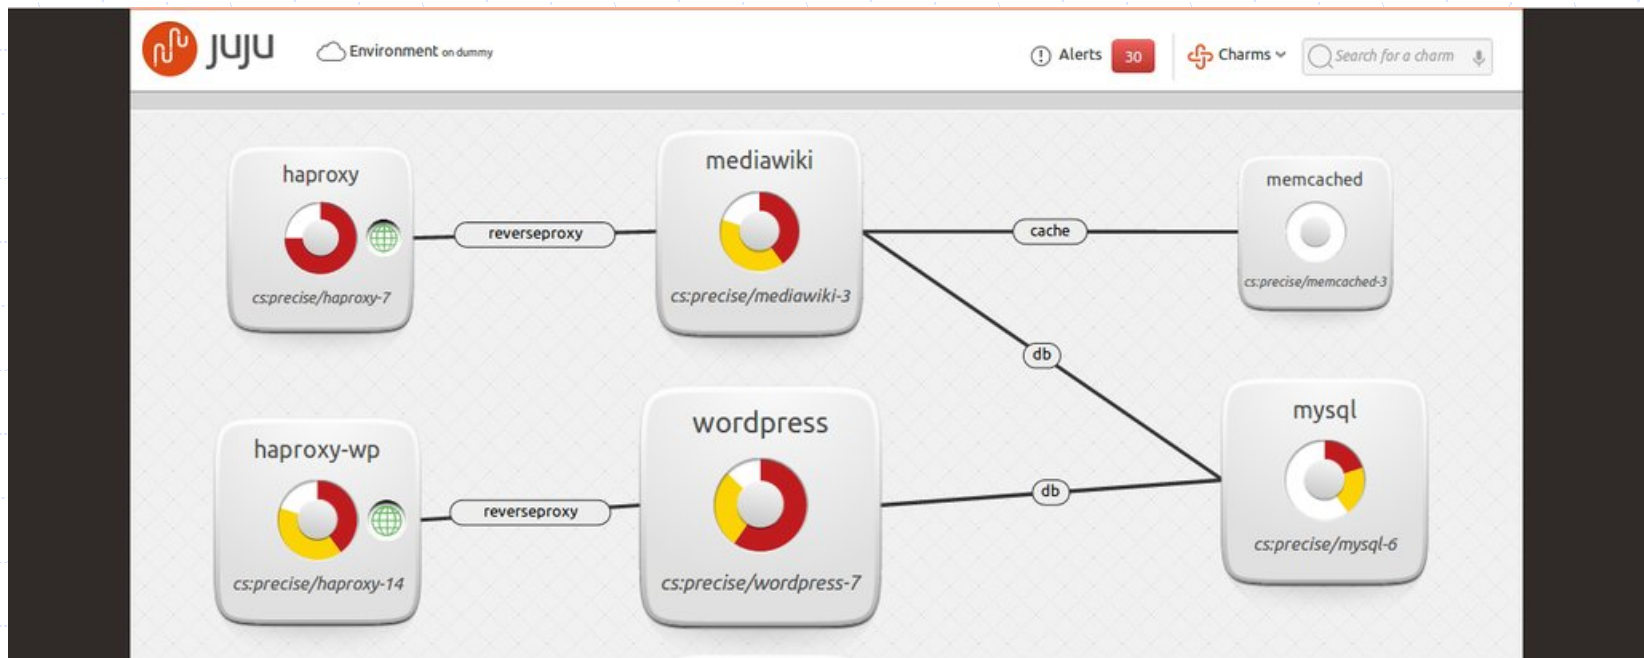 juju
Environment on dummy
Alerts 30
Charms
Search for a charm
haproxy
cs:precise/haproxy-7
reverseproxy
mediawiki
cs:precise/mediawiki-3
cache
memcached
cs:precise/memcached-3
db
haproxy-wp
cs:precise/haproxy-14
reverseproxy
wordpress
cs:precise/wordpress-7
db
mysql
cs:precise/mysql-6